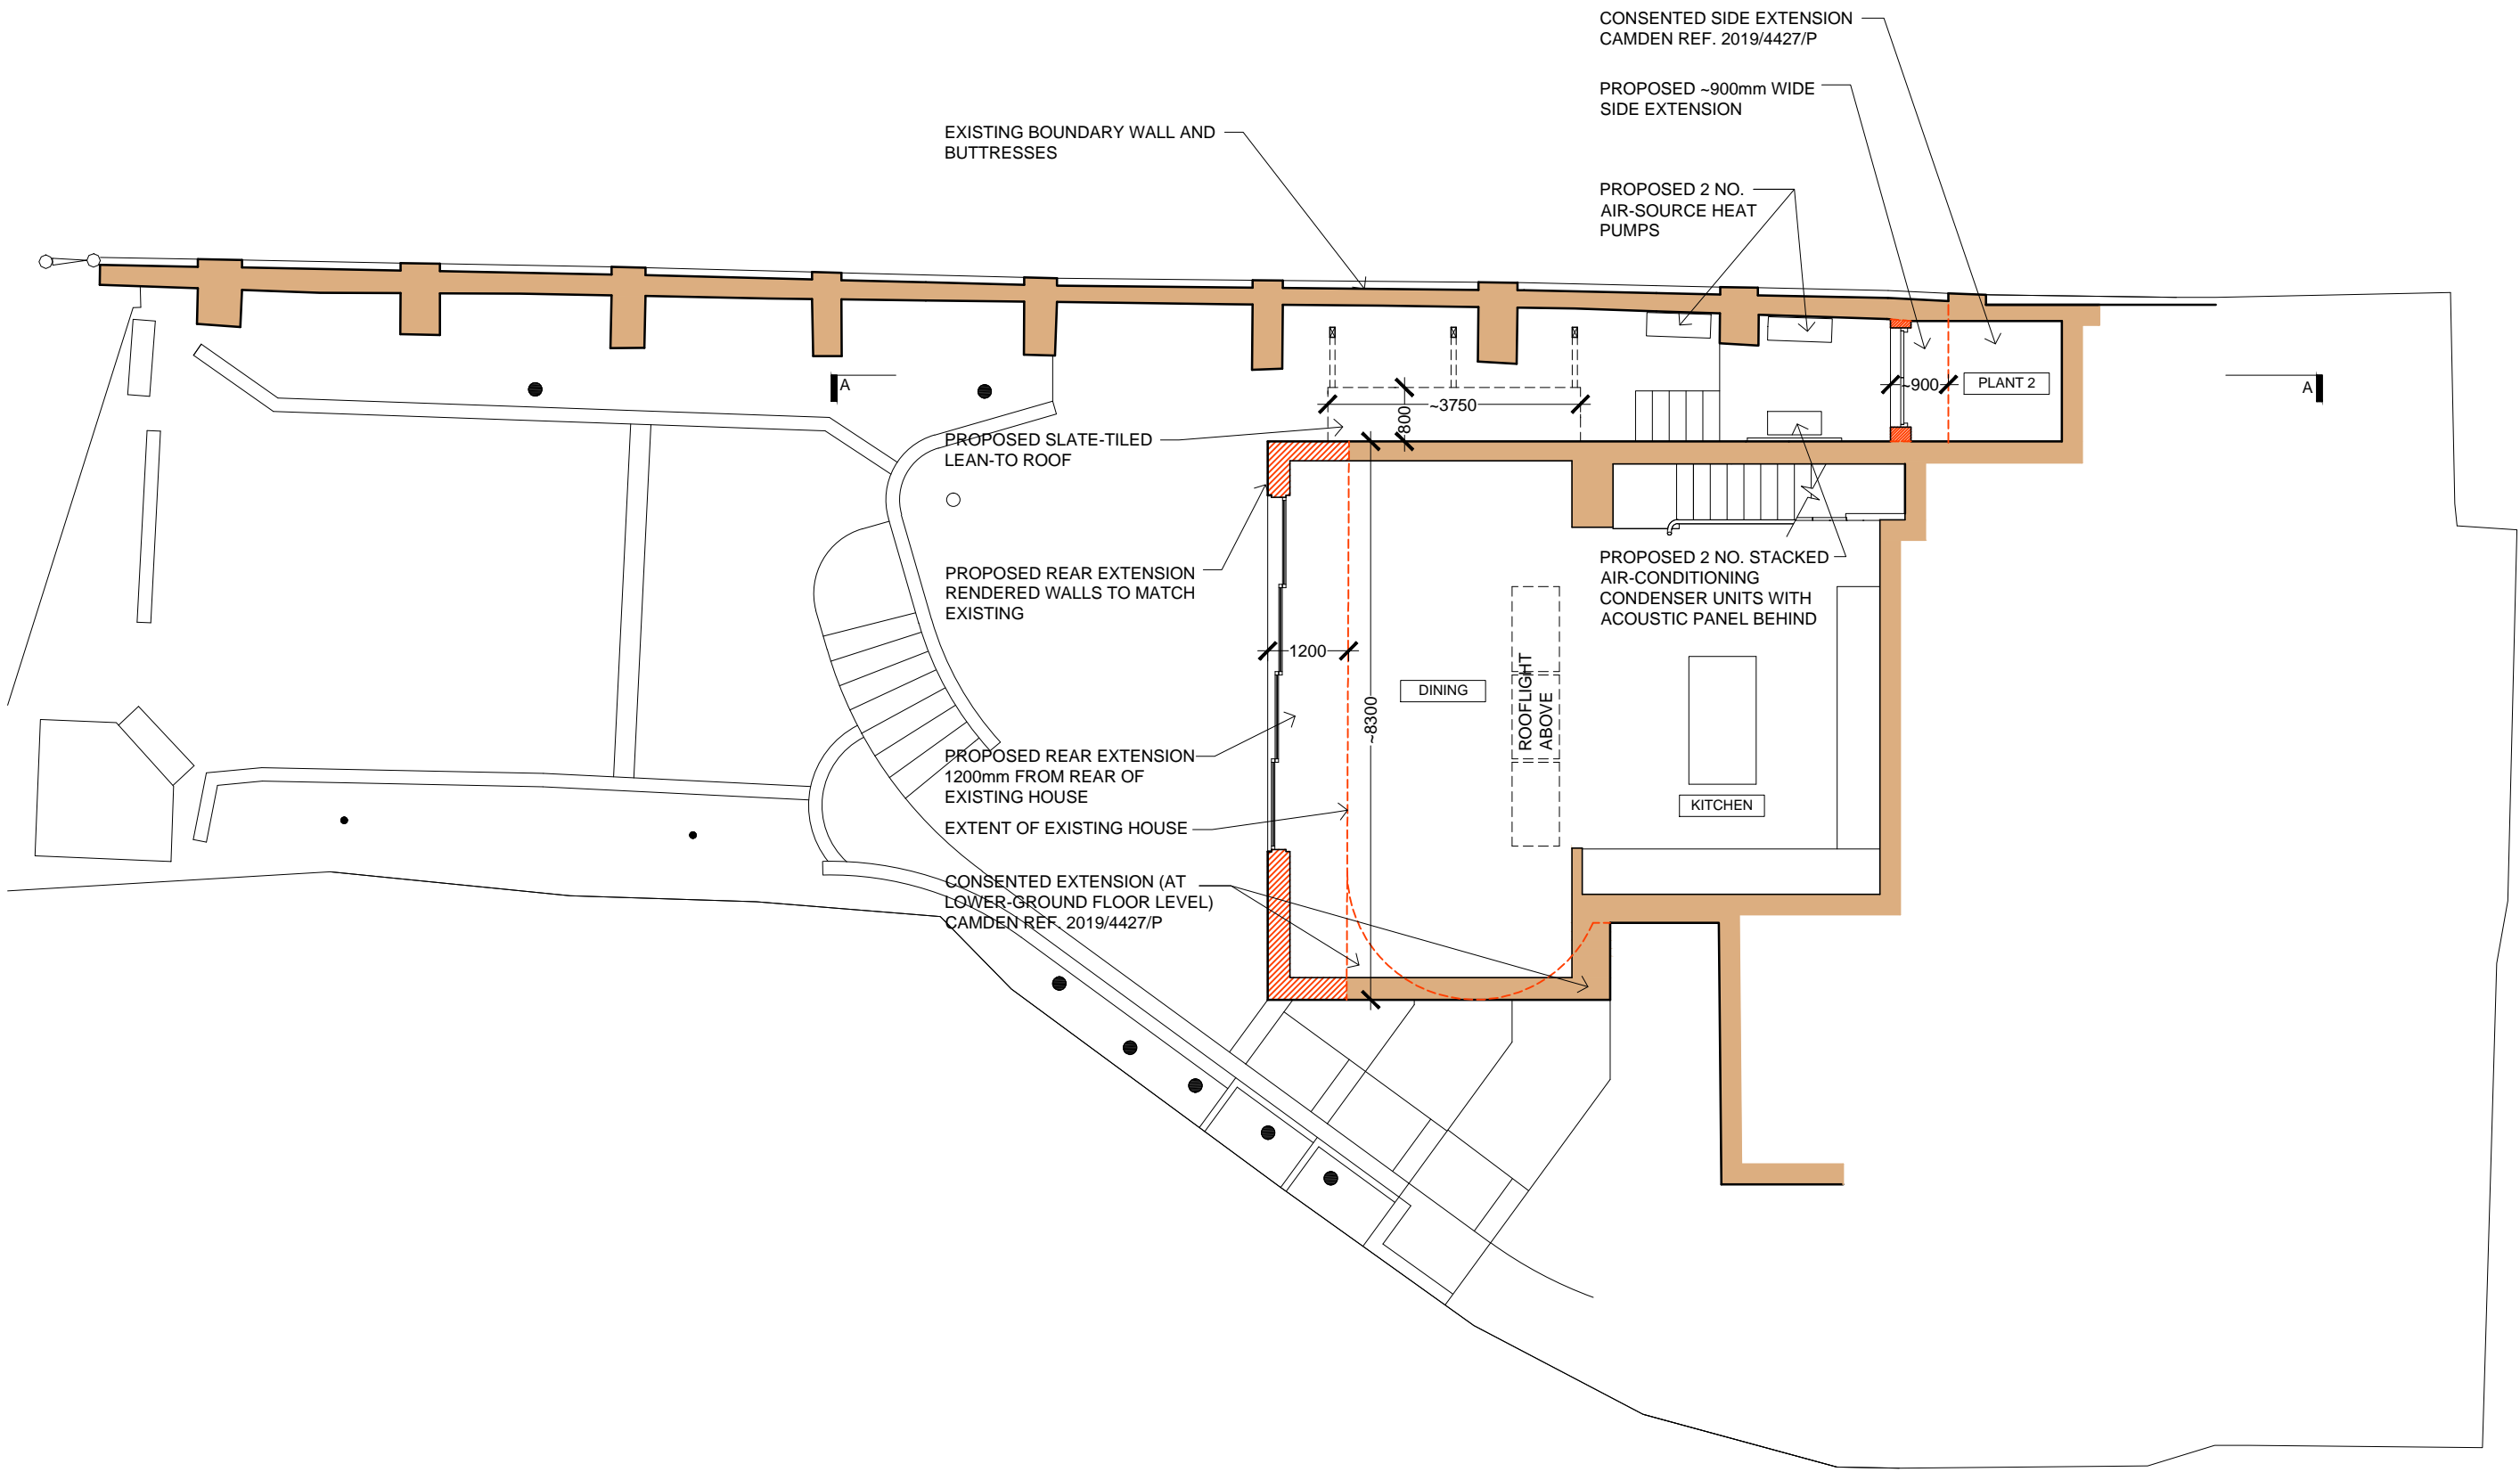 CONSENTED SIDE EXTENSION
CAMDEN REF. 2019/4427/P
PROPOSED ~900mm WIDE
SIDE EXTENSION
EXISTING BOUNDARY WALL AND
BUTTRESSES
PROPOSED 2 NO.
AIR-SOURCE HEAT
PUMPS
A
~900
PLANT 2
A
~3750
800
PROPOSED SLATE-TILED
LEAN-TO ROOF
PROPOSED REAR EXTENSION
RENDERED WALLS TO MATCH
EXISTING
PROPOSED 2 NO. STACKED
AIR-CONDITIONING
CONDENSER UNITS WITH
ACOUSTIC PANEL BEHIND
1200
DINING
ROOFLIGHT
ABOVE
~8300
PROPOSED REAR EXTENSION
1200mm FROM REAR OF
EXISTING HOUSE
KITCHEN
EXTENT OF EXISTING HOUSE
CONSENTED EXTENSION (AT
LOWER-GROUND FLOOR LEVEL)
CAMDEN REF. 2019/4427/P